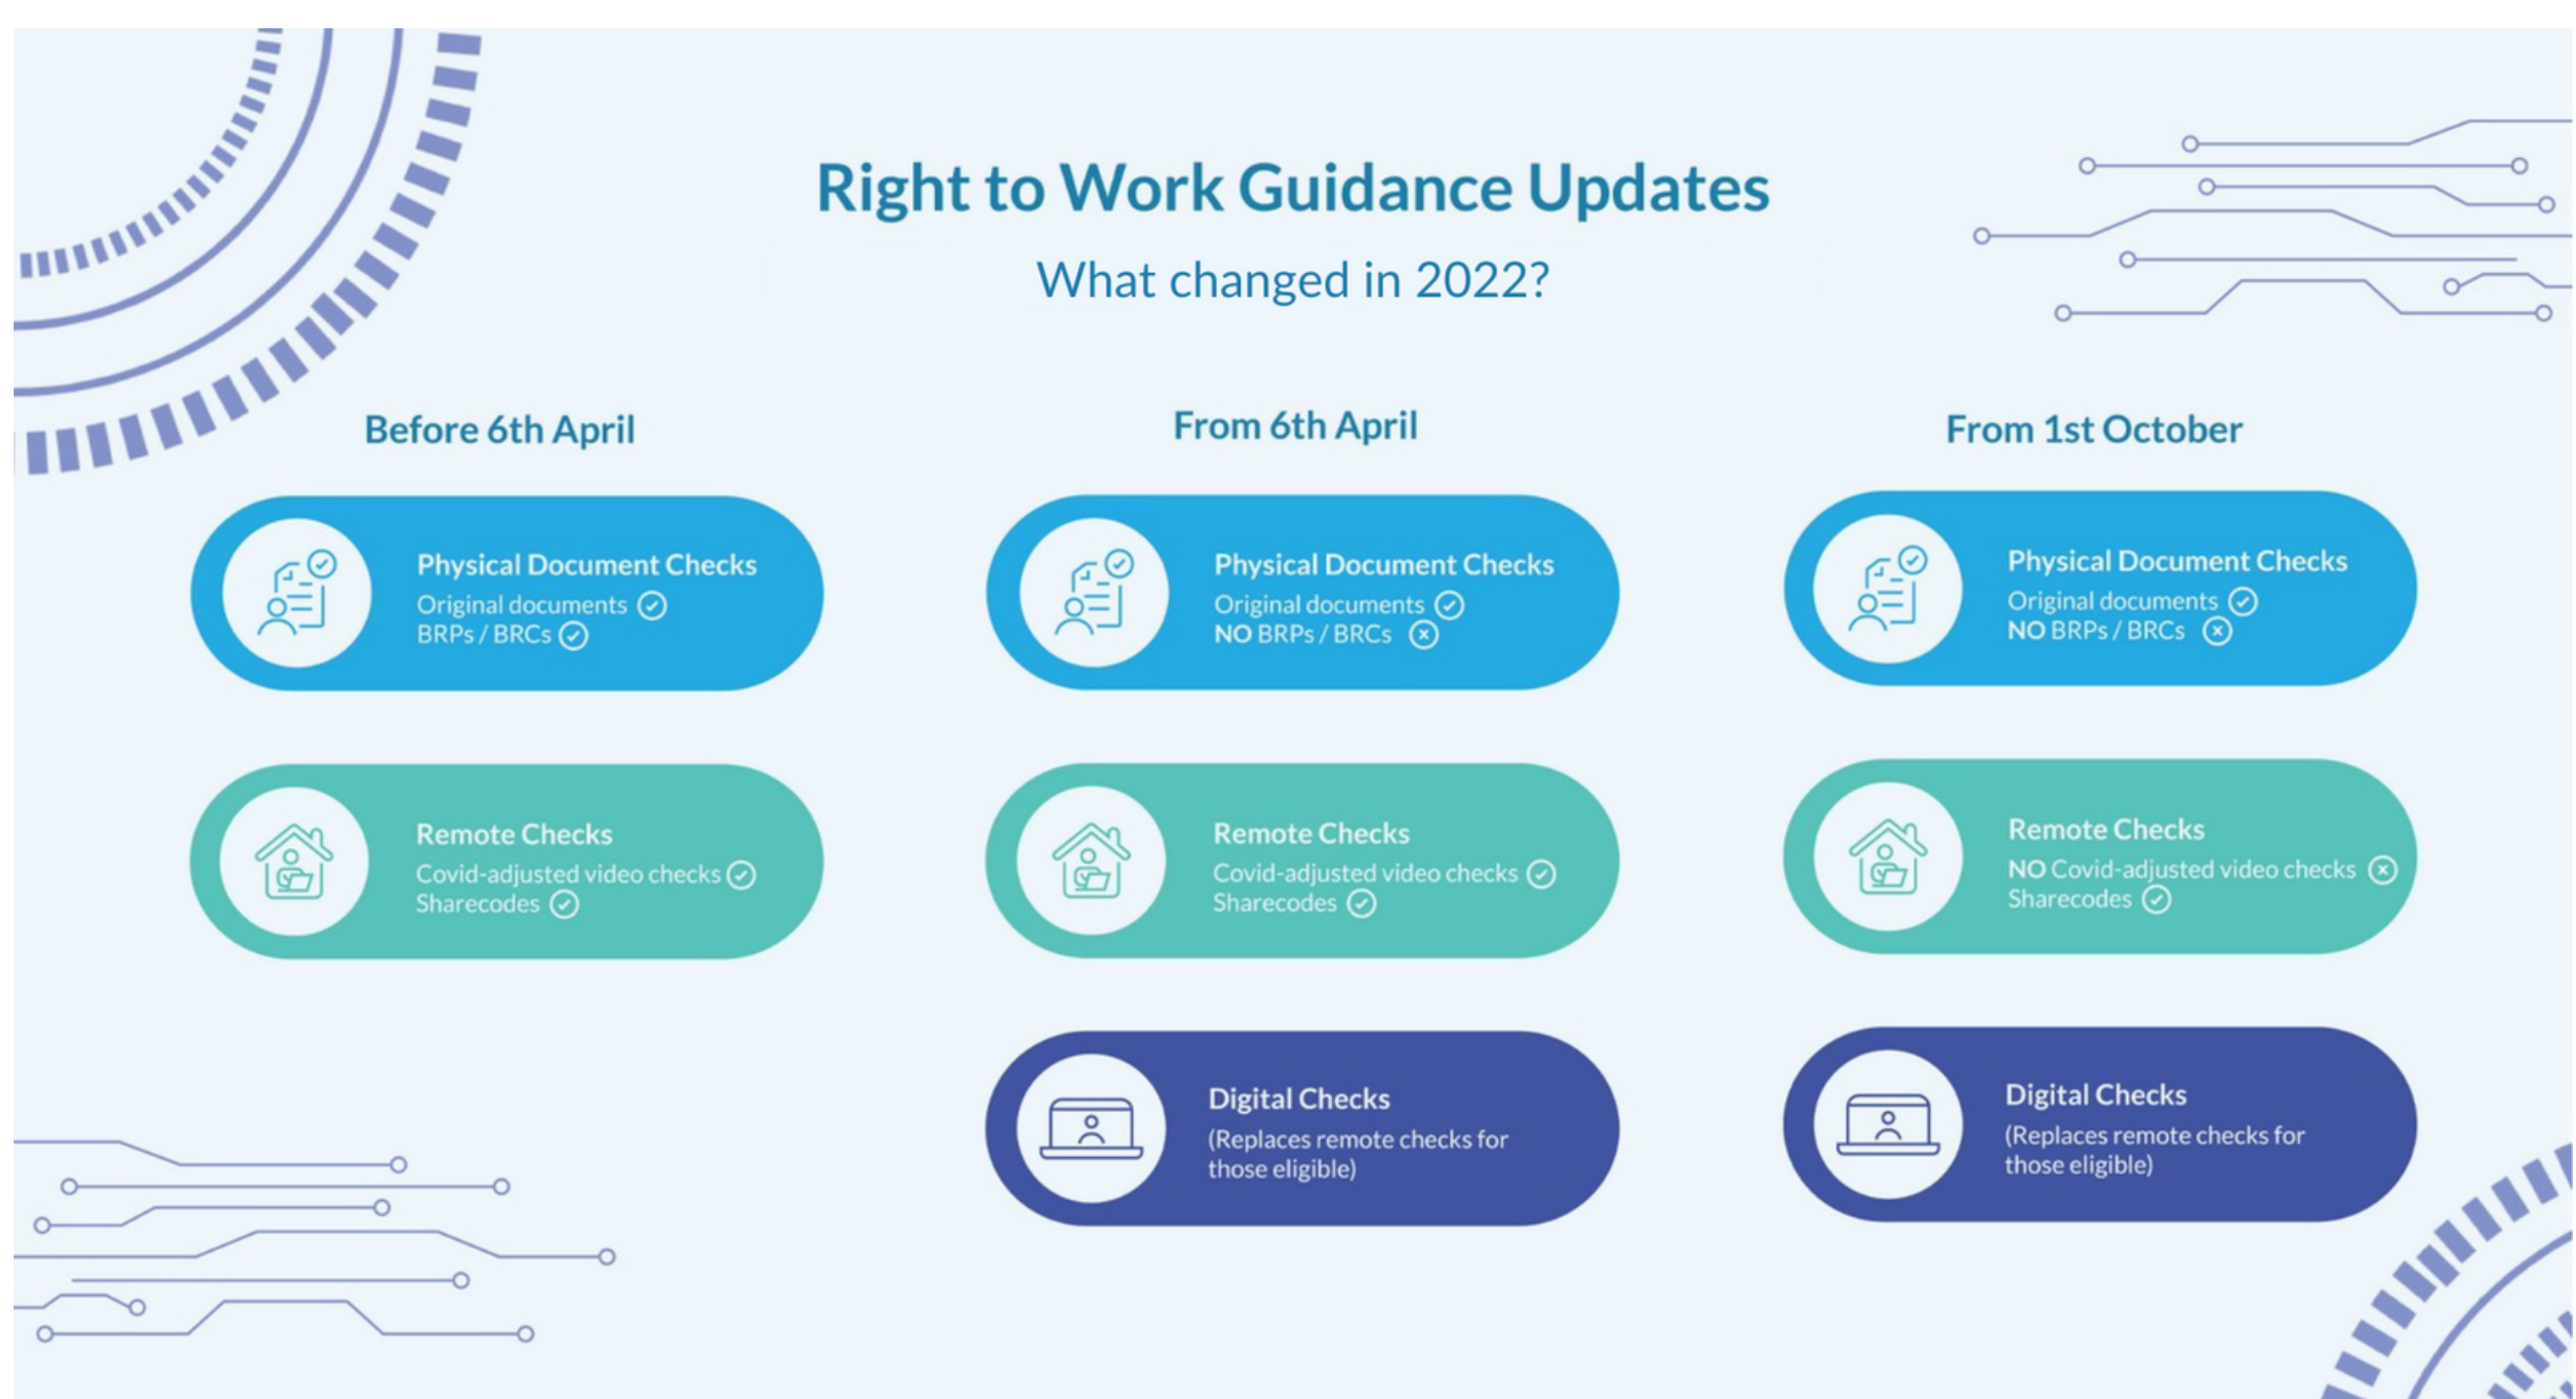 Right to Work Guidance Updates
What changed in 2022?
Before 6th April
Physical Document Checks
Original documents
BRPs / BRCs
Remote Checks
Covid-adjusted video checks
Sharecodes
From 6th April
Physical Document Checks
Original documents
NO BRPs / BRCs
Remote Checks
Covid-adjusted video checks
Sharecodes
Digital Checks
(Replaces remote checks for
those eligible)
From 1st October
Physical Document Checks
Original documents
NO BRPs / BRCs
Remote Checks
NO Covid-adjusted video checks
Sharecodes
Digital Checks
(Replaces remote checks for
those eligible)